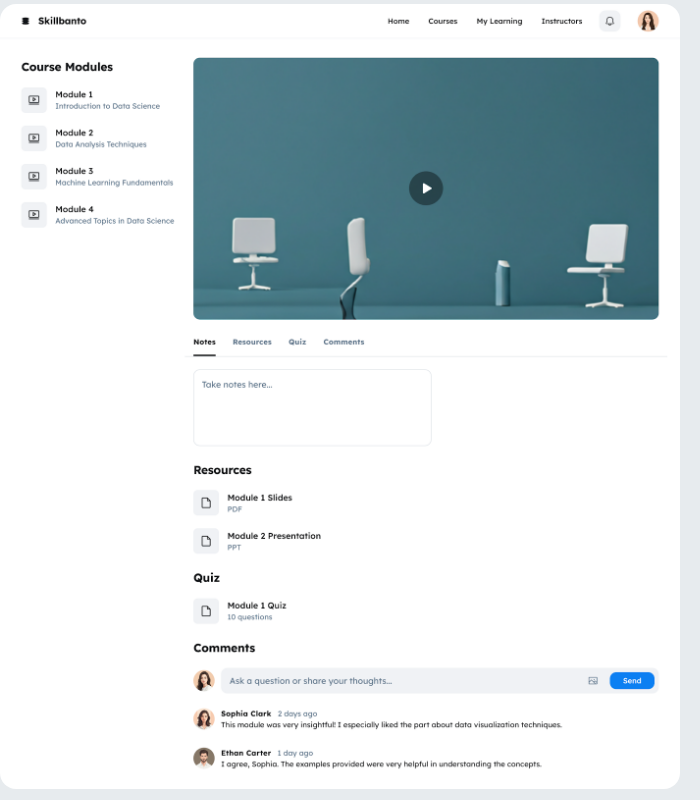 Skillbanto
Home Courses My Learning Instructors
Course Modules
Module 1
Introduction to Data Science
Module 2
Data Analysis Techniques
Module 3
Machine Learning Fundamentals
Module 4
Advanced Topics in Data Science
Notes Resources Quiz Comments
Take notes here...
Resources
Module 1 Slides
PDF
Module 2 Presentation
PPT
Quiz
Module 1 Quiz
10 questions
Comments
Ask a question or share your thoughts... Send
Sophia Clark 2 days ago
This module was very insightful! I especially liked the part about data visualization techniques.
Ethan Carter 1 day ago
I agree, Sophia. The examples provided were very helpful in understanding the concepts.